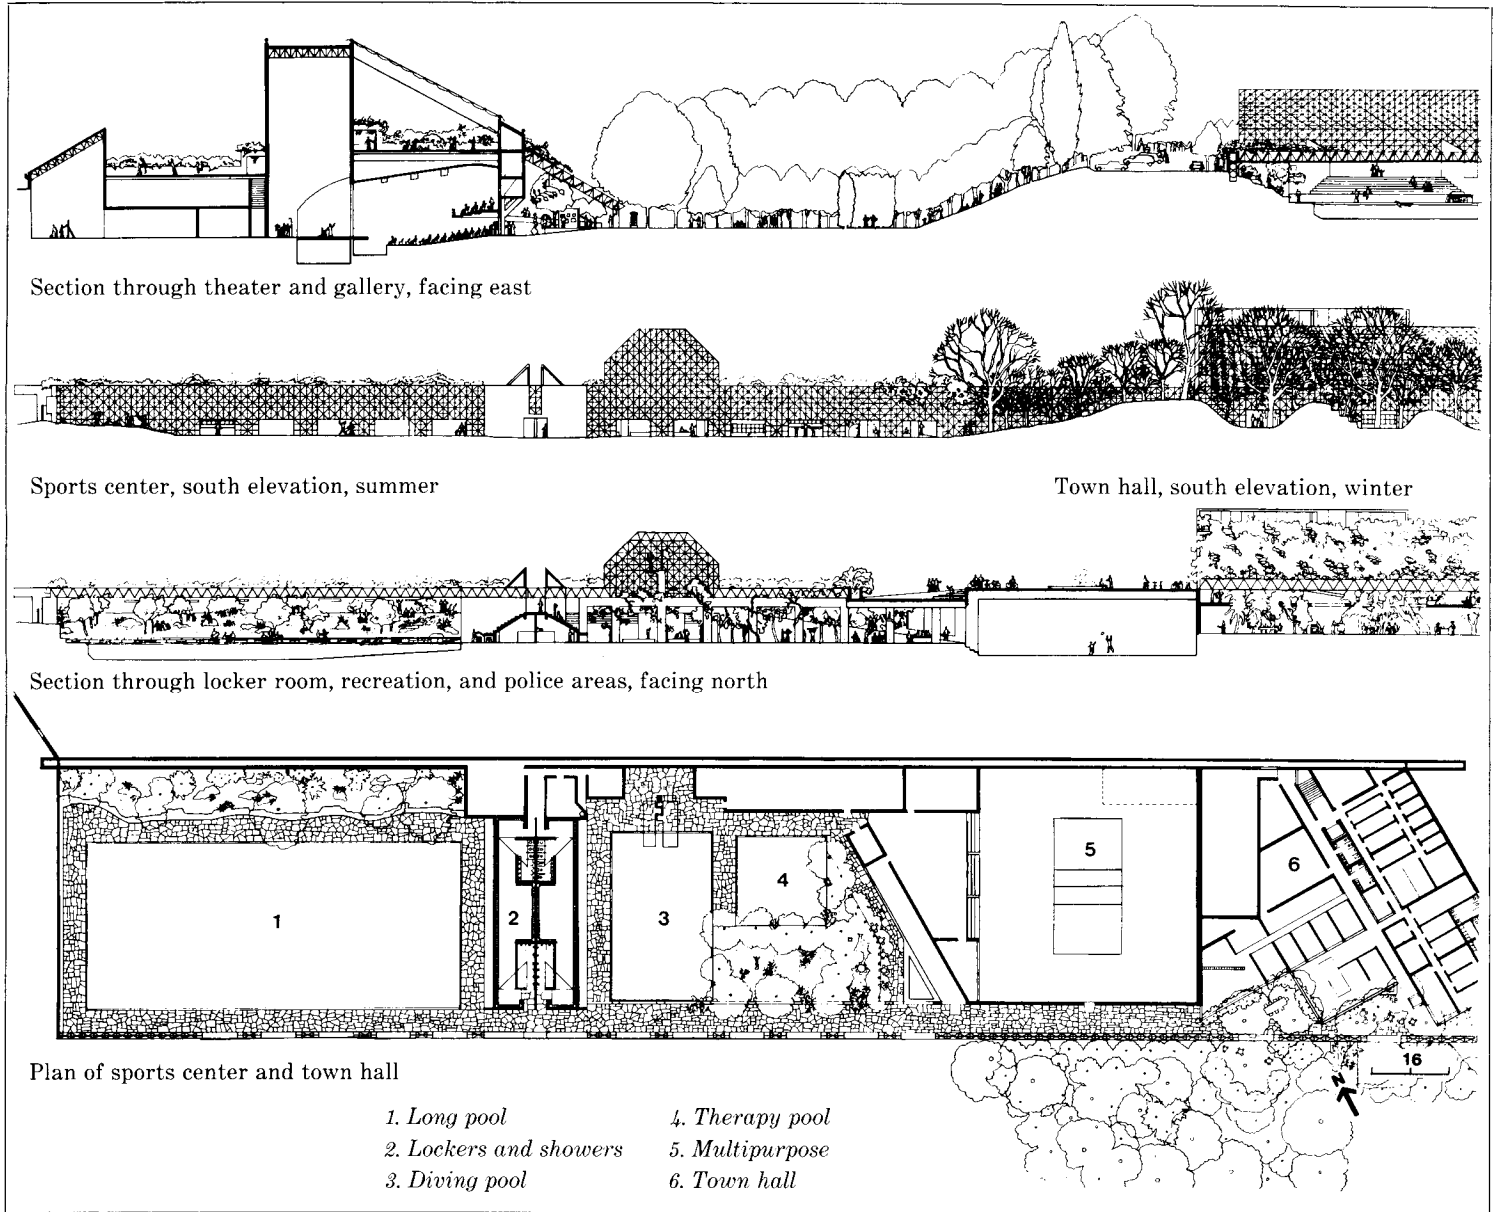 Section through theater and gallery, facing east
Sports center, south elevation, summer
Town hall, south elevation, winter
Section through locker room, recreation, and police areas, facing north
1
2
3
4
5
6
16
N
Plan of sports center and town hall
1. Long pool
2. Lockers and showers
3. Diving pool
4. Therapy pool
5. Multipurpose
6. Town hall